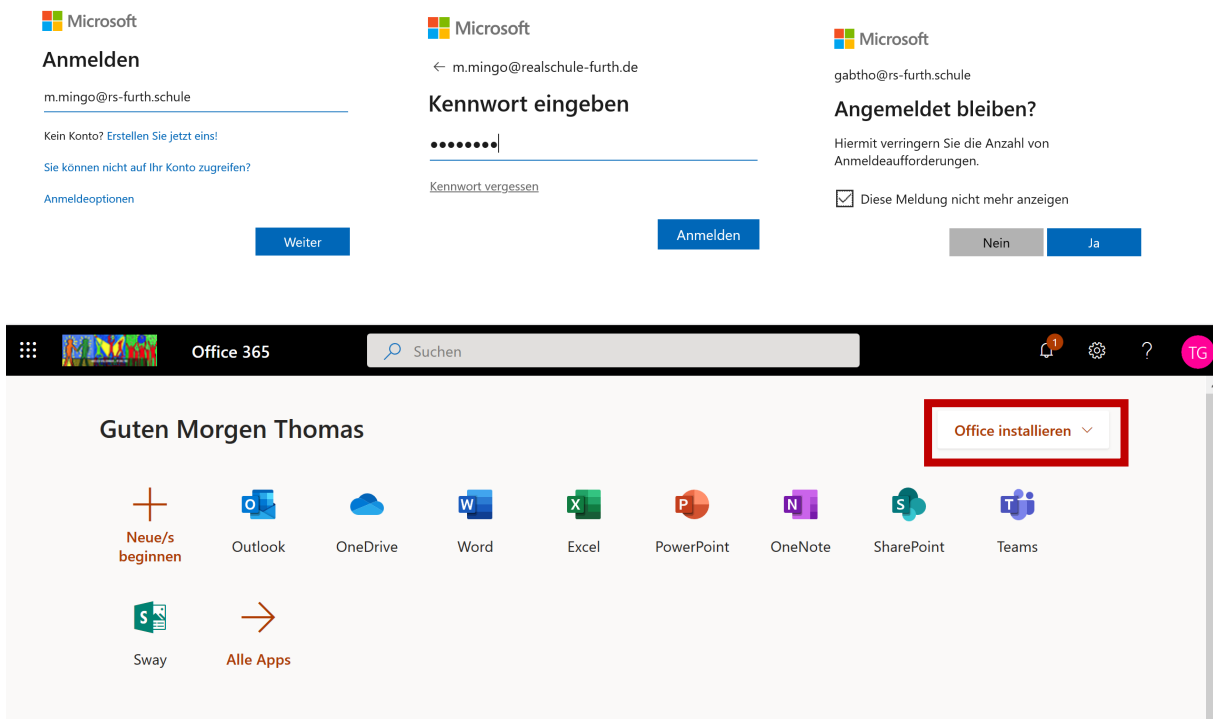 Microsoft
Anmelden
m.mingo@rs-furth.schule
Kein Konto? Erstellen Sie jetzt eins!
Sie können nicht auf Ihr Konto zugreifen?
Anmeldeoptionen
Weiter
Microsoft
← m.mingo@realschule-furth.de
Kennwort eingeben
••••••••
Kennwort vergessen
Anmelden
Microsoft
gabtho@rs-furth.schule
Angemeldet bleiben?
Hiermit verringern Sie die Anzahl von
Anmeldeaufforderungen.
Diese Meldung nicht mehr anzeigen
Nein Ja
Office 365 Suchen 1 ? TG
Guten Morgen Thomas
Office installieren
Neue/s
beginnen
Outlook OneDrive Word Excel PowerPoint OneNote SharePoint Teams
Sway Alle Apps